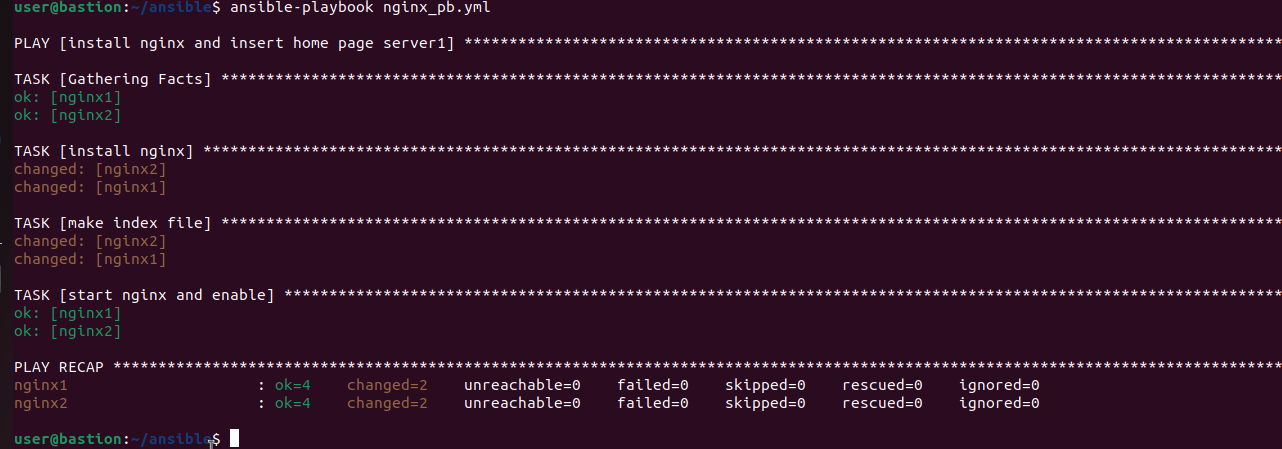 user@bastion:~/ansible$ ansible-playbook nginx_pb.yml
PLAY [install nginx and insert home page server1] *******************************************************************************************
TASK [Gathering Facts] **********************************************************************************************************************
ok: [nginx1]
ok: [nginx2]
TASK [install nginx] ************************************************************************************************************************
changed: [nginx2]
changed: [nginx1]
TASK [make index file] **********************************************************************************************************************
changed: [nginx2]
changed: [nginx1]
TASK [start nginx and enable] ***************************************************************************************************************
ok: [nginx1]
ok: [nginx2]
PLAY RECAP **********************************************************************************************************************************
nginx1                     : ok=4    changed=2    unreachable=0    failed=0    skipped=0    rescued=0    ignored=0
nginx2                     : ok=4    changed=2    unreachable=0    failed=0    skipped=0    rescued=0    ignored=0
user@bastion:~/ansible$